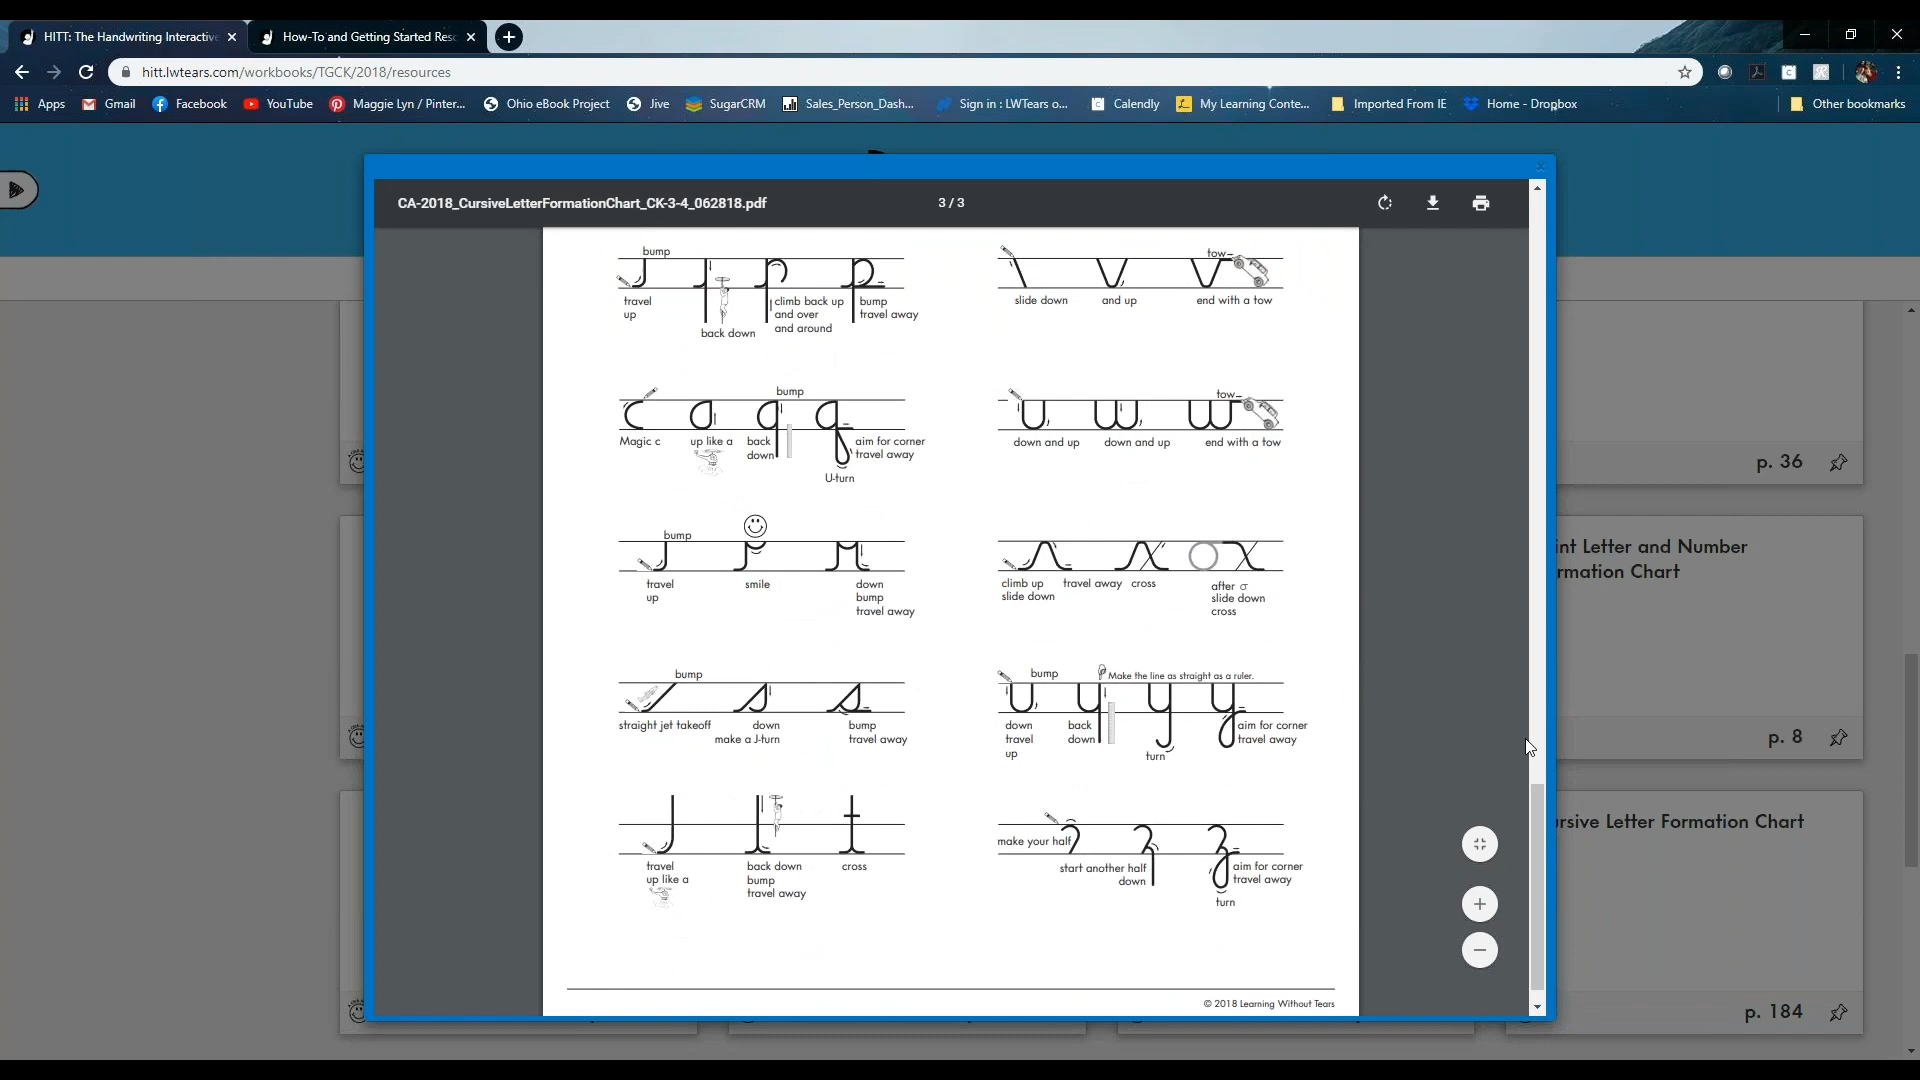 HITT: The Handwriting Interactive
How-To and Getting Started Reso
hitt.lwtears.com/workbooks/TGCK/2018/resources
Apps Gmail Facebook YouTube Maggie Lyn / Pinter... Ohio eBook Project Jive SugarCRM Sales_Person_Dash... Sign in : LWTears o... Calendly My Learning Conte... Imported From IE Home - Dropbox Other bookmarks
CA-2018_CursiveLetterFormationChart_CK-3-4_062818.pdf
3 / 3
bump
travel
up
back down
climb back up
and over
and around
bump
travel away
tow
slide down
and up
end with a tow
bump
Magic c
up like a
back
down
U-turn
aim for corner
travel away
tow
down and up
down and up
end with a tow
bump
travel
up
smile
down
bump
travel away
climb up
slide down
travel away
cross
after o
slide down
cross
bump
straight jet takeoff
down
make a J-turn
bump
travel away
bump
Make the line as straight as a ruler.
down
travel
up
back
down
turn
aim for corner
travel away
travel
up like a
back down
bump
travel away
cross
make your half
start another half
down
turn
aim for corner
travel away
© 2018 Learning Without Tears
p. 36
int Letter and Number
rmation Chart
p. 8
ursive Letter Formation Chart
p. 184